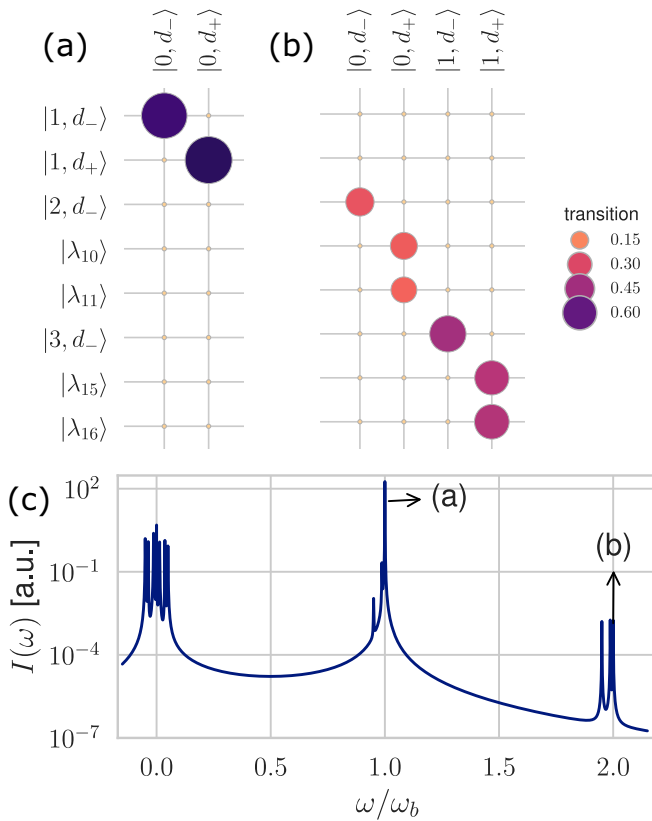 (a) |0, d₋⟩ |0, d₊⟩
(b) |0, d₋⟩ |0, d₊⟩ |1, d₋⟩ |1, d₊⟩
|1, d₋⟩
|1, d₊⟩
|2, d₋⟩
|λ₁₀⟩
|λ₁₁⟩
|3, d₋⟩
|λ₁₅⟩
|λ₁₆⟩
transition
0.15
0.30
0.45
0.60
(c)
I(ω) [a.u.]
10²
10⁻¹
10⁻⁴
10⁻⁷
(a)
(b)
0.0 0.5 1.0 1.5 2.0
ω/ω_b